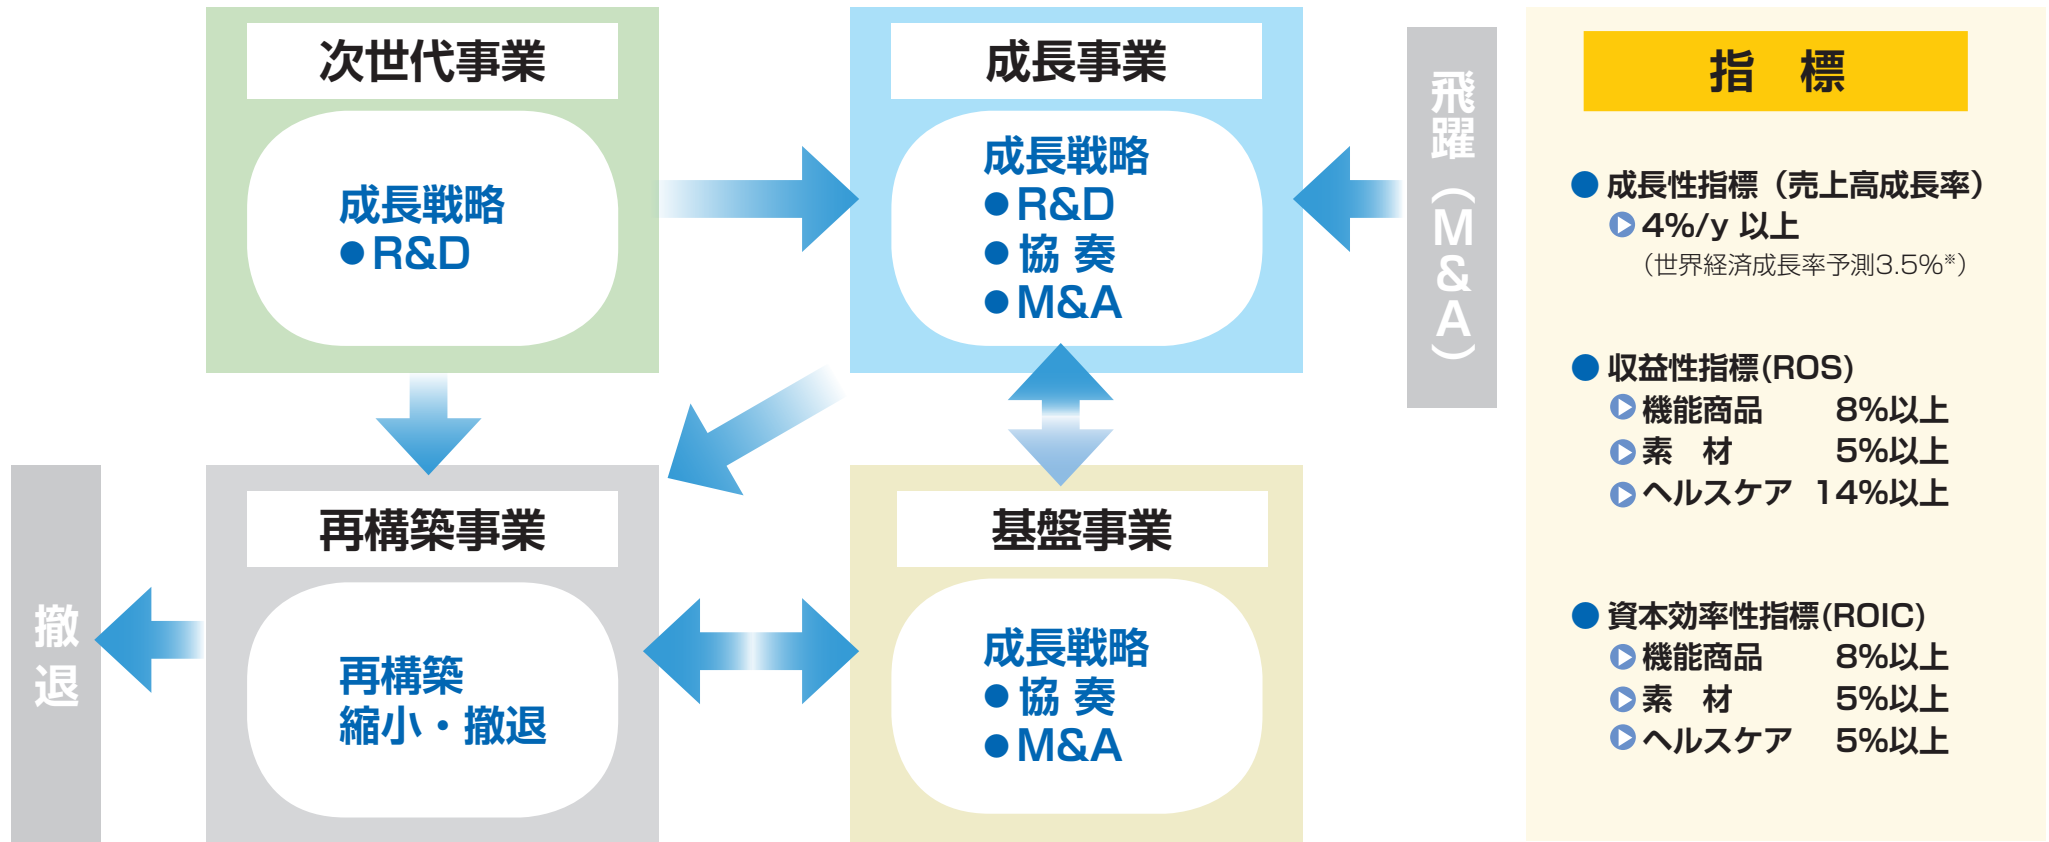 次世代事業
成長戦略
●R&D
成長事業
成長戦略
●R&D
●協 奏
●M&A
飛躍（M&A）
再構築事業
再構築
縮小・撤退
基盤事業
成長戦略
●協 奏
●M&A
撤退
指 標
●成長性指標（売上高成長率）
4%/y 以上
（世界経済成長率予測3.5%※）
●収益性指標(ROS)
機能商品 8%以上
素 材 5%以上
ヘルスケア 14%以上
●資本効率性指標(ROIC)
機能商品 8%以上
素 材 5%以上
ヘルスケア 5%以上